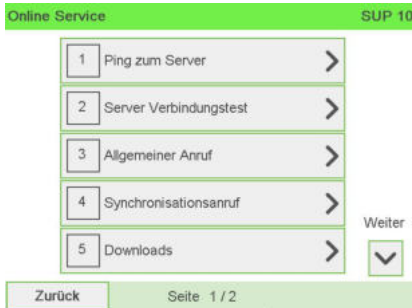 Online Service SUP 10
1 Ping zum Server
2 Server Verbindungstest
3 Allgemeiner Anruf
4 Synchronisationsanruf
Weiter
5 Downloads
Zurück Seite 1 / 2